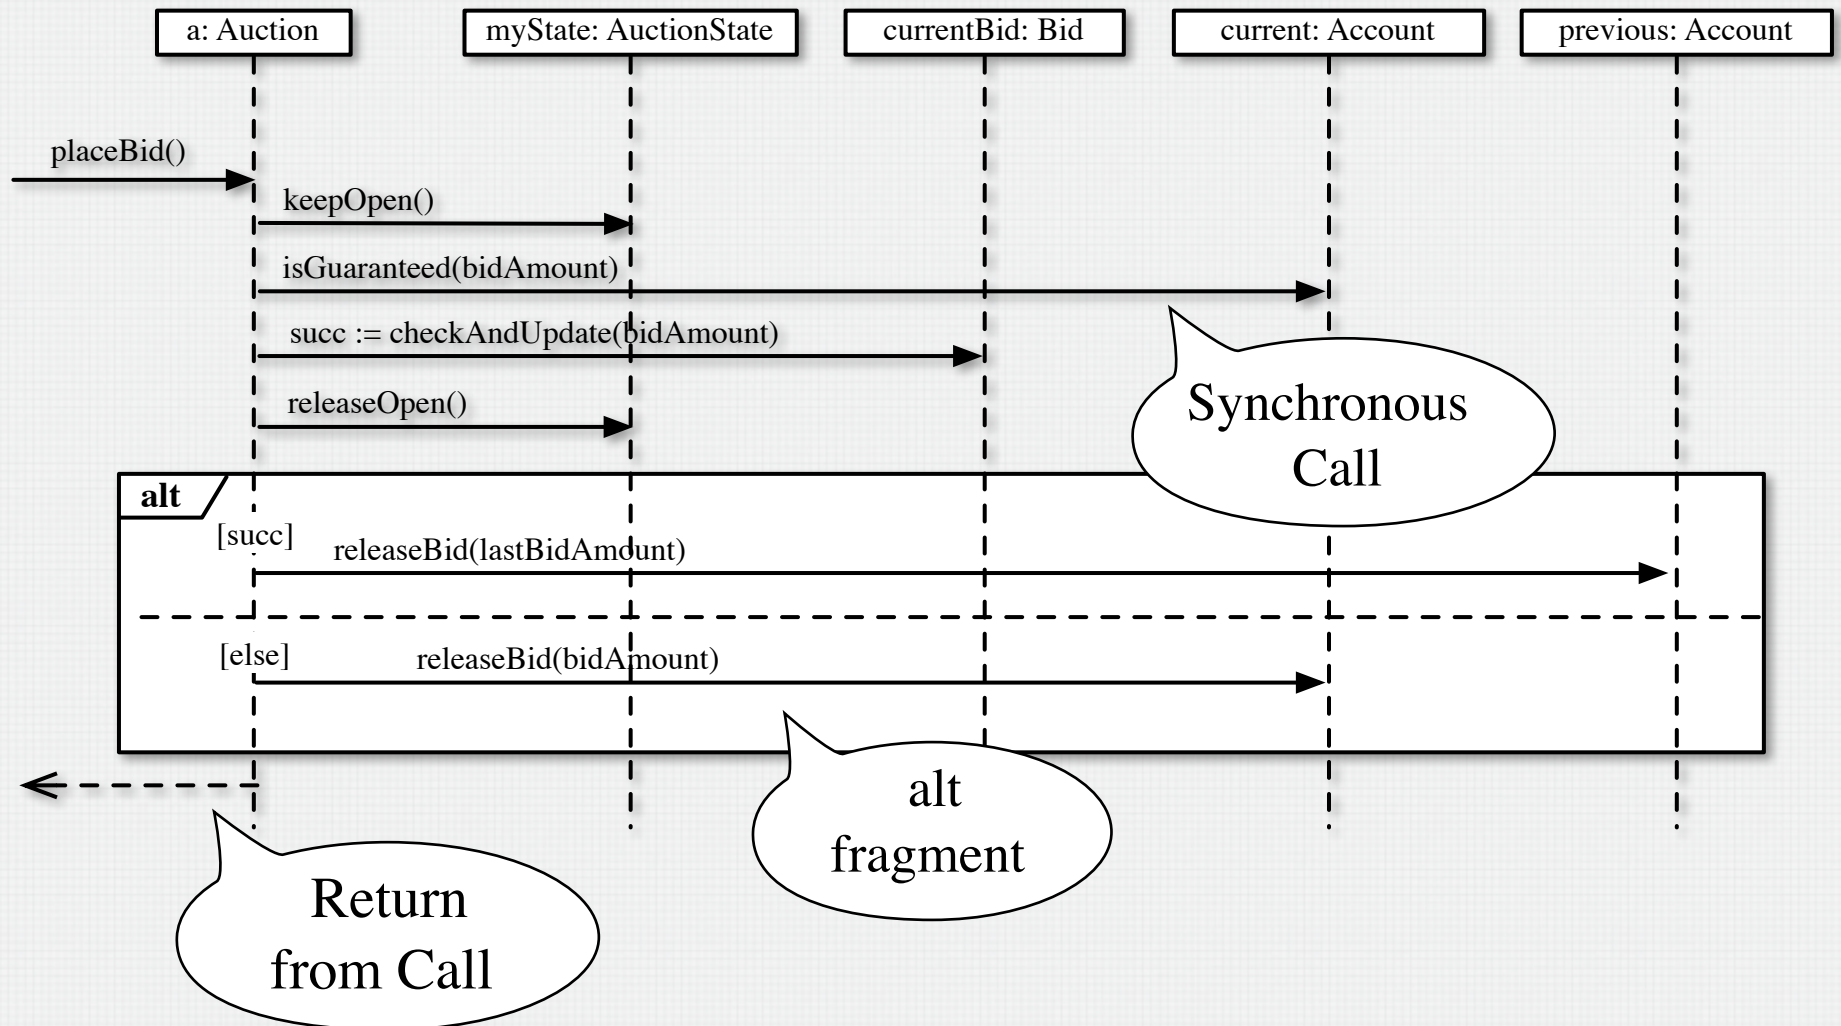 a: Auction
myState: AuctionState
currentBid: Bid
current: Account
previous: Account
placeBid()
keepOpen()
isGuaranteed(bidAmount)
succ := checkAndUpdate(bidAmount)
releaseOpen()
Synchronous
Call
alt
[succ]
releaseBid(lastBidAmount)
[else]
releaseBid(bidAmount)
alt
fragment
Return
from Call